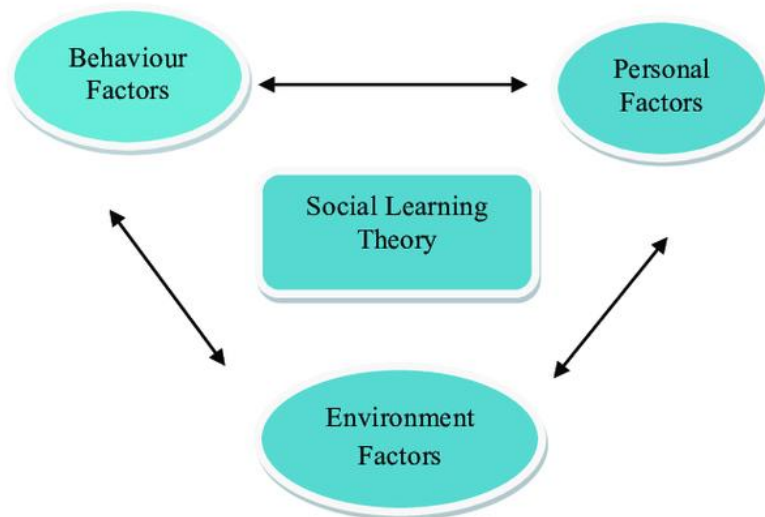 Behaviour
Factors
Personal
Factors
Social Learning
Theory
Environment
Factors